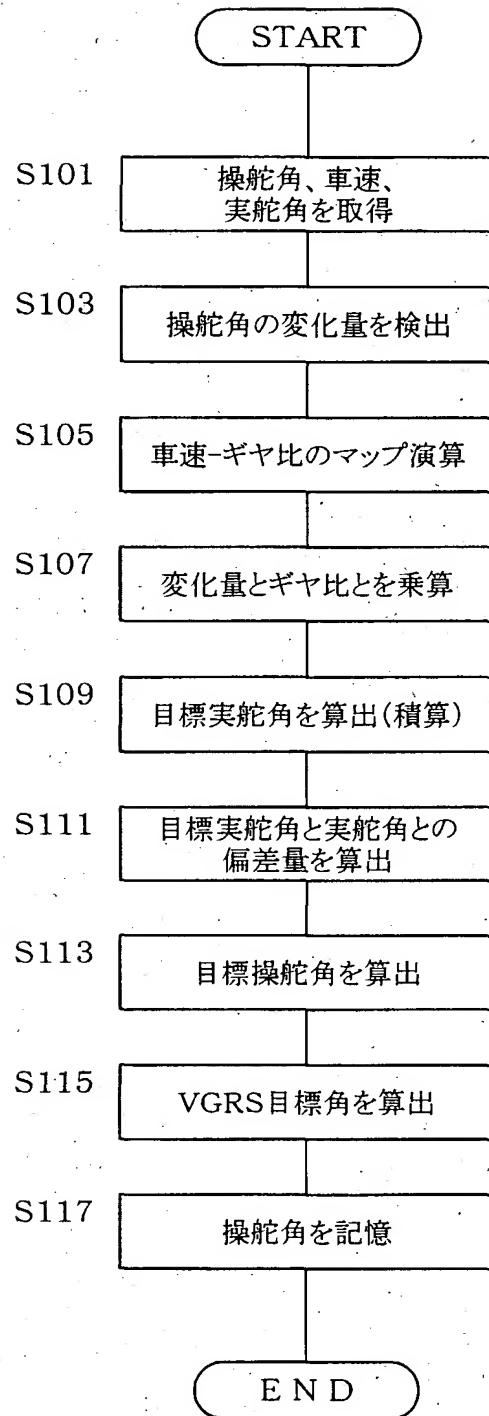 START
S101
操舵角、車速、
実舵角を取得
S103
操舵角の変化量を検出
S105
車速-ギヤ比のマップ演算
S107
変化量とギヤ比とを乗算
S109
目標実舵角を算出(積算)
S111
目標実舵角と実舵角との
偏差量を算出
S113
目標操舵角を算出
S115
VGRS目標角を算出
S117
操舵角を記憶
END